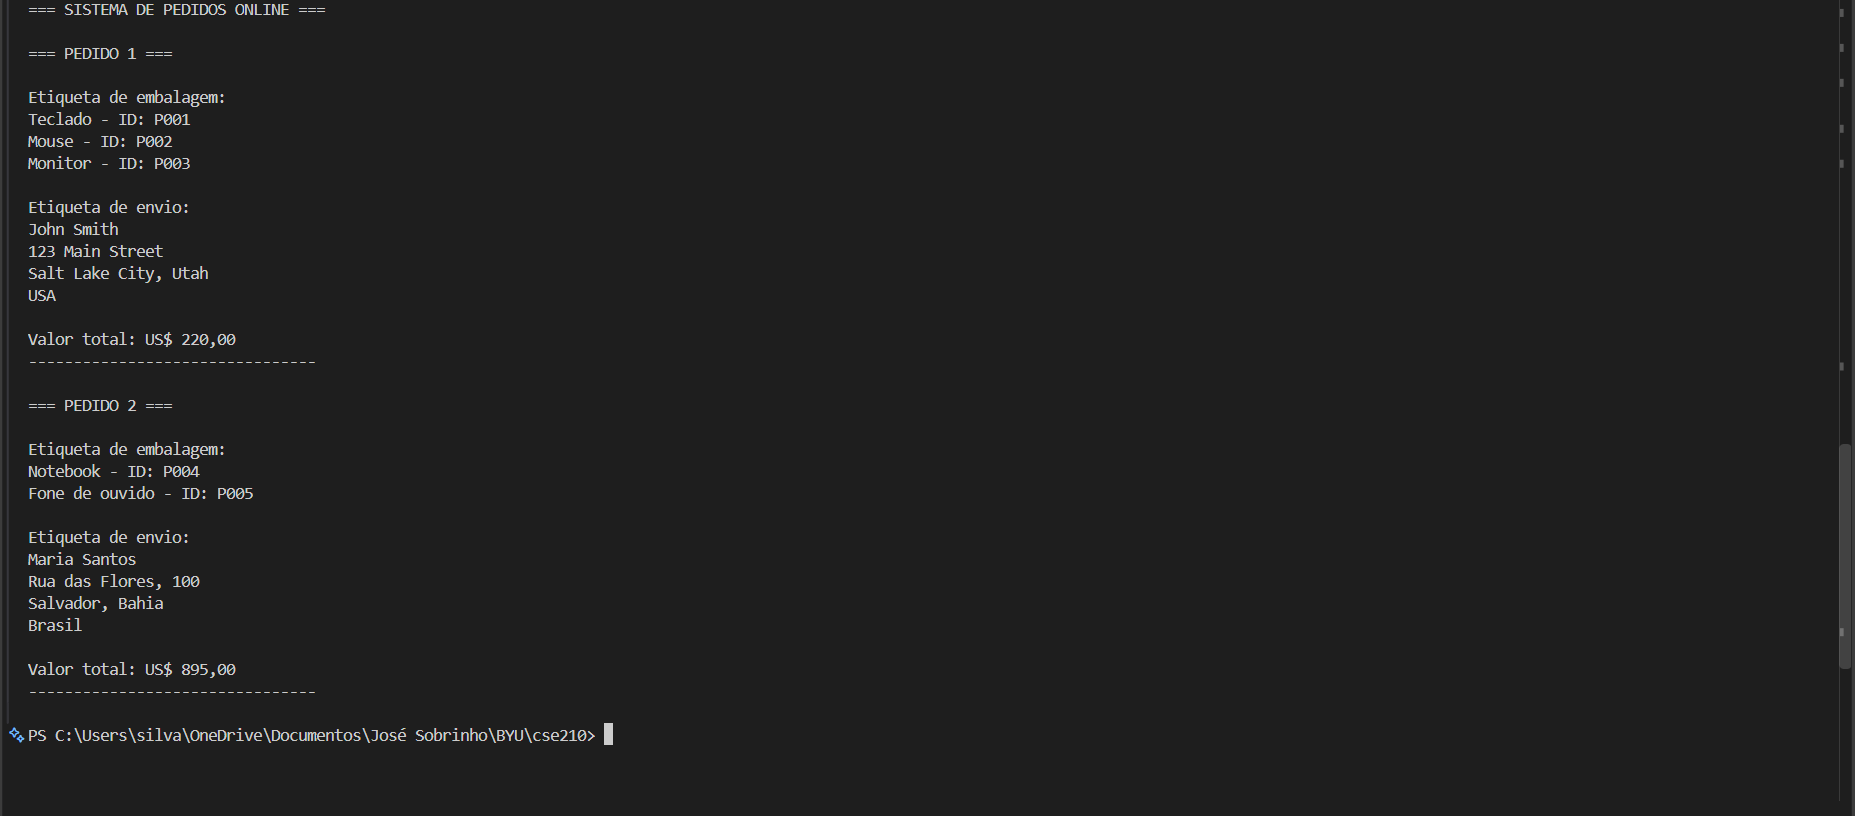 === SISTEMA DE PEDIDOS ONLINE ===
=== PEDIDO 1 ===
Etiqueta de embalagem:
Teclado - ID: P001
Mouse - ID: P002
Monitor - ID: P003
Etiqueta de envio:
John Smith
123 Main Street
Salt Lake City, Utah
USA
Valor total: US$ 220,00
--------------------------------
=== PEDIDO 2 ===
Etiqueta de embalagem:
Notebook - ID: P004
Fone de ouvido - ID: P005
Etiqueta de envio:
Maria Santos
Rua das Flores, 100
Salvador, Bahia
Brasil
Valor total: US$ 895,00
--------------------------------
PS C:\Users\silva\OneDrive\Documentos\José Sobrinho\BYU\cse210>